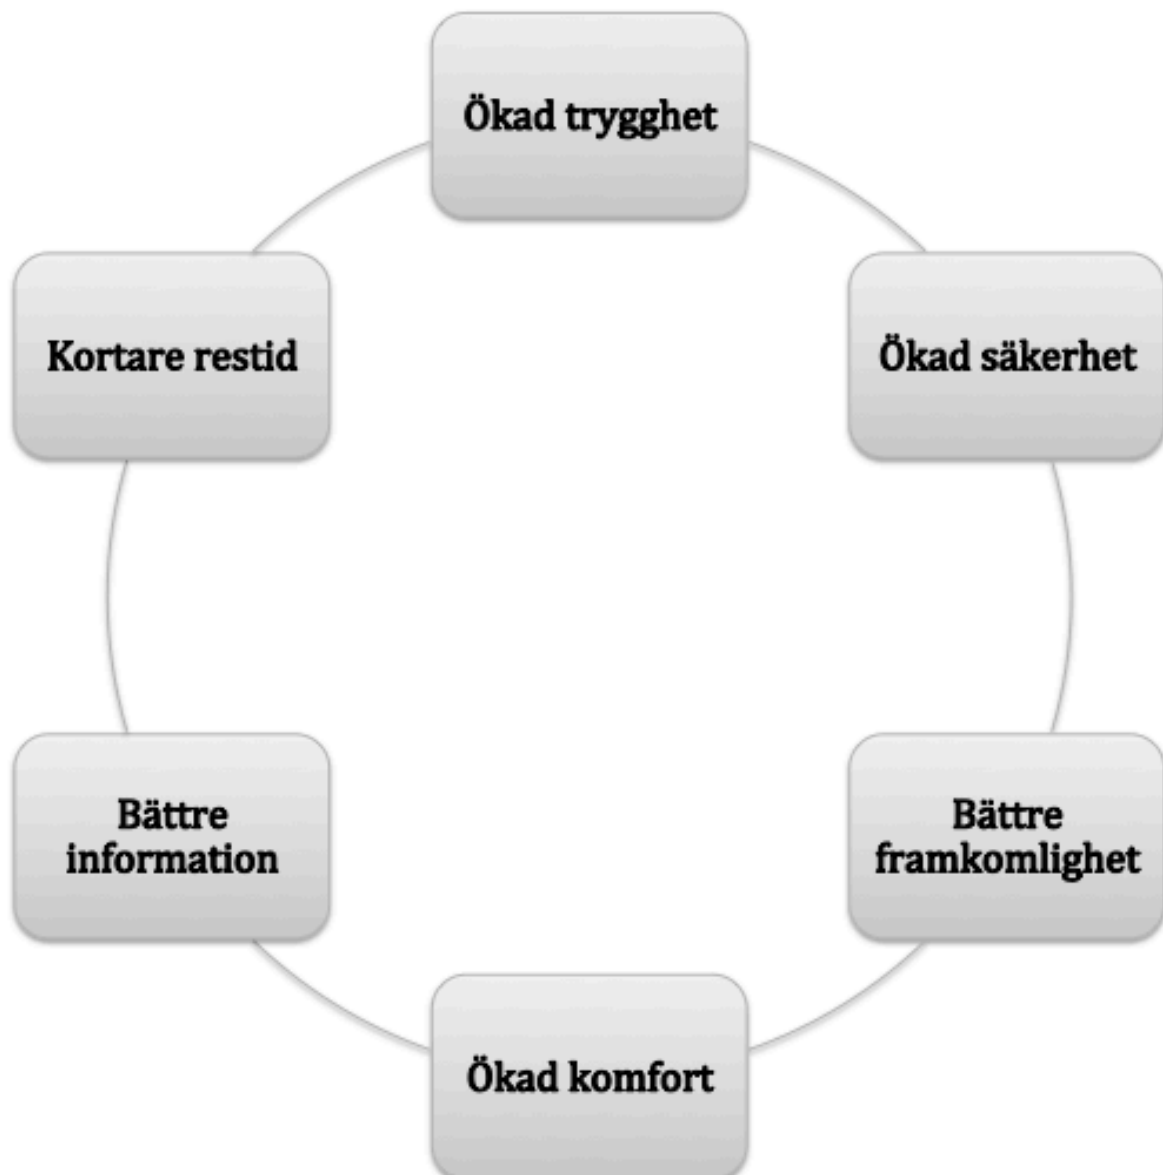 Ökad trygghet
Kortare restid
Ökad säkerhet
Bättre
information
Bättre
framkomlighet
Ökad komfort